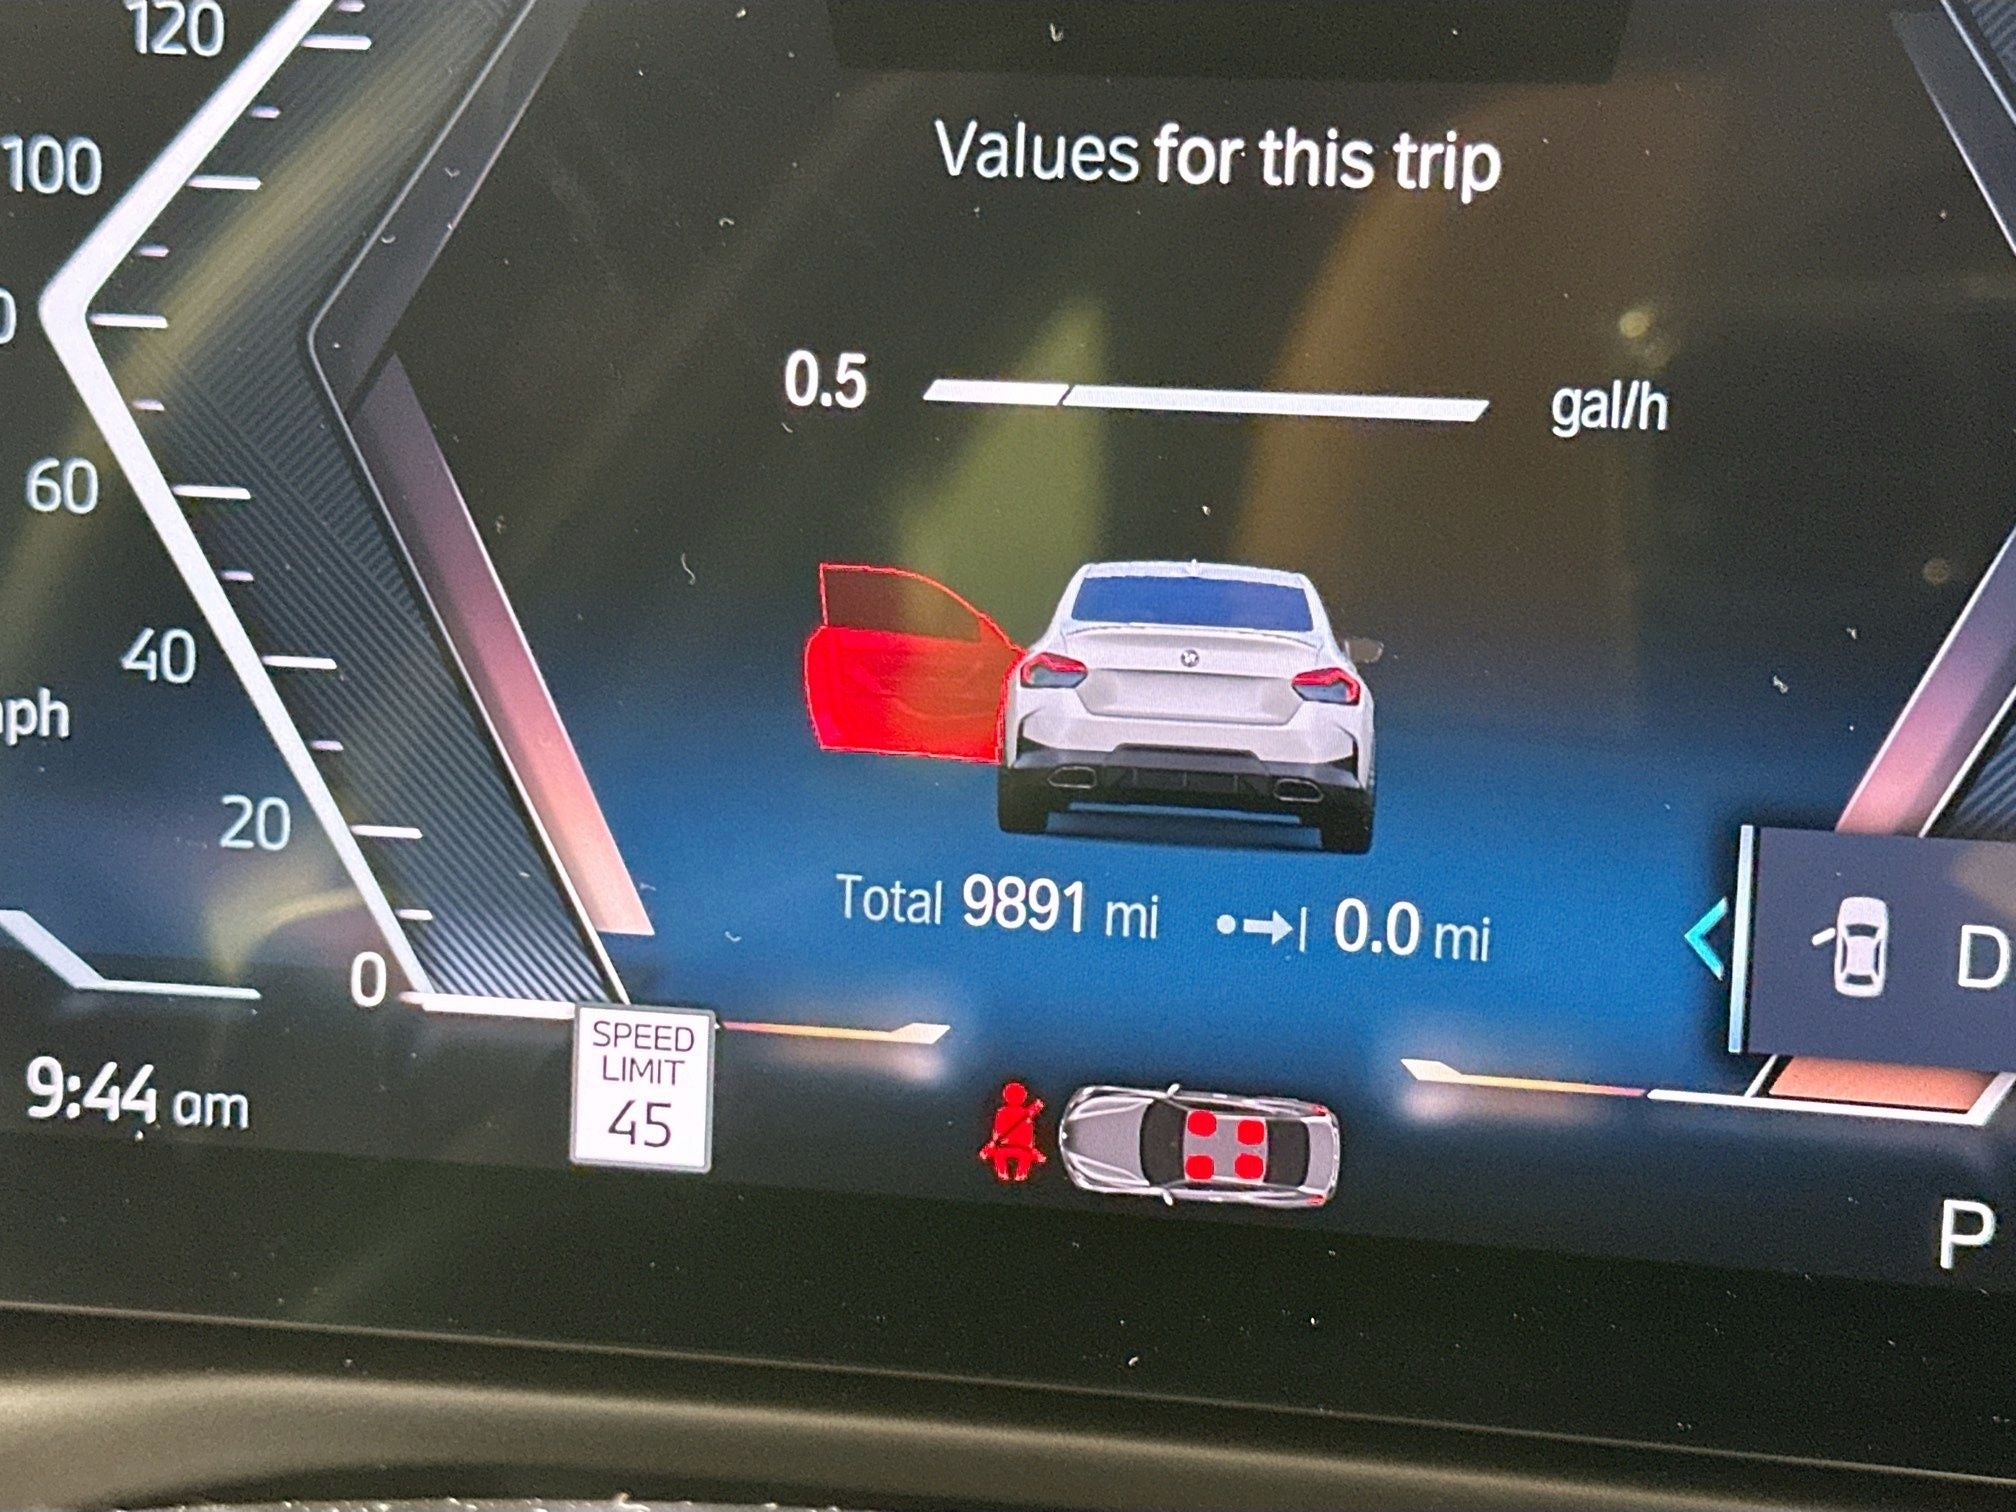 120
100
60
40
20
0
Values for this trip
0.5 gal/h
Total 9891 mi 0.0 mi
D
SPEED
LIMIT
45
9:44 am
P